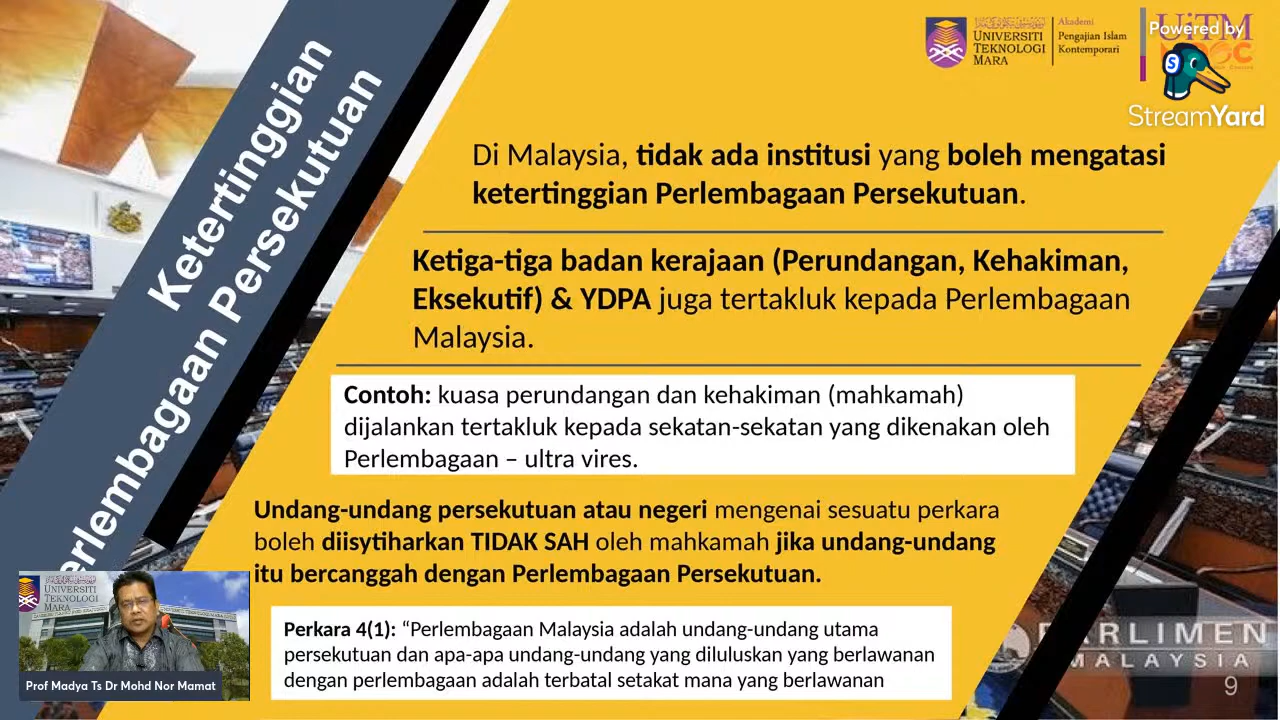 Ketertinggian
Perlembagaan Persekutuan
UNIVERSITI
TEKNOLOGI
MARA
Akademi
Pengajian Islam
Kontemporari
UiTM
Powered by
StreamYard
Di Malaysia, tidak ada institusi yang boleh mengatasi
ketertinggian Perlembagaan Persekutuan.
Ketiga-tiga badan kerajaan (Perundangan, Kehakiman,
Eksekutif) & YDPA juga tertakluk kepada Perlembagaan
Malaysia.
Contoh: kuasa perundangan dan kehakiman (mahkamah)
dijalankan tertakluk kepada sekatan-sekatan yang dikenakan oleh
Perlembagaan – ultra vires.
Undang-undang persekutuan atau negeri mengenai sesuatu perkara
boleh diisytiharkan TIDAK SAH oleh mahkamah jika undang-undang
itu bercanggah dengan Perlembagaan Persekutuan.
Perkara 4(1): “Perlembagaan Malaysia adalah undang-undang utama
persekutuan dan apa-apa undang-undang yang diluluskan yang berlawanan
dengan perlembagaan adalah terbatal setakat mana yang berlawanan
UNIVERSITI
TEKNOLOGI
MARA
Prof Madya Ts Dr Mohd Nor Mamat
PARLIMEN
MALAYSIA
9